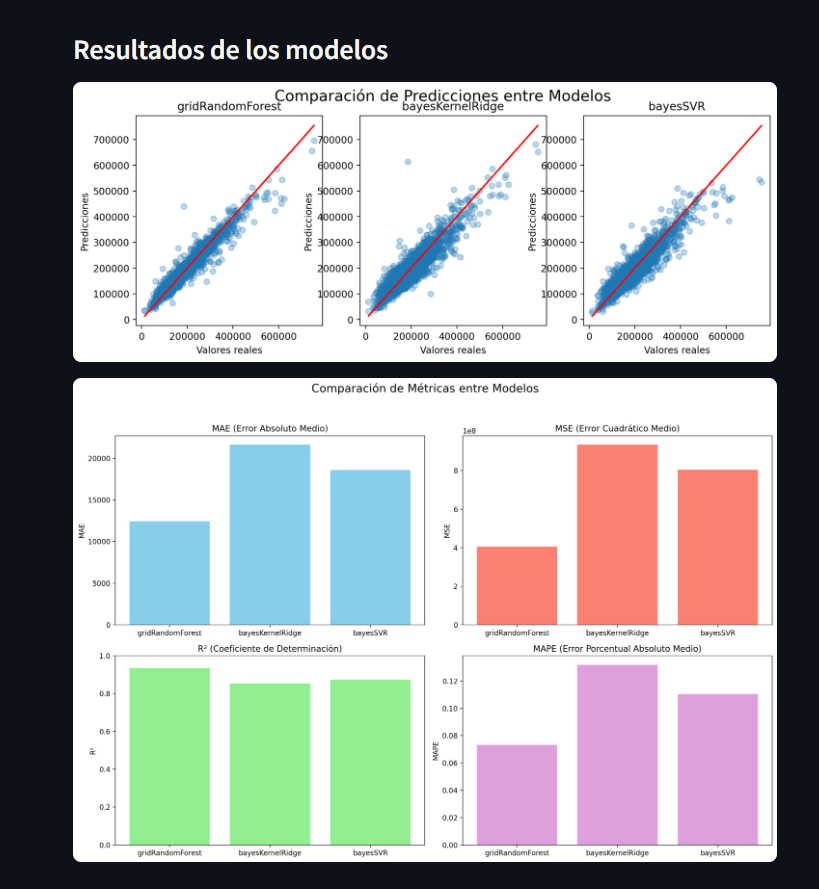 Resultados de los modelos
Comparación de Predicciones entre Modelos
gridRandomForest
700000
600000
500000
400000
300000
200000
100000
0
Predicciones
0 200000 400000 600000
Valores reales
bayesKernelRidge
700000
600000
500000
400000
300000
200000
100000
0
Predicciones
0 200000 400000 600000
Valores reales
bayesSVR
700000
600000
500000
400000
300000
200000
100000
0
Predicciones
0 200000 400000 600000
Valores reales
Comparación de Métricas entre Modelos
MAE (Error Absoluto Medio)
20000
15000
10000
5000
0
MAE
gridRandomForest bayesKernelRidge bayesSVR
MSE (Error Cuadrático Medio)
1e8
8
6
4
2
0
MSE
gridRandomForest bayesKernelRidge bayesSVR
R² (Coeficiente de Determinación)
1.0
0.8
0.6
0.4
0.2
0.0
R²
gridRandomForest bayesKernelRidge bayesSVR
MAPE (Error Porcentual Absoluto Medio)
0.12
0.10
0.08
0.06
0.04
0.02
0.00
MAPE
gridRandomForest bayesKernelRidge bayesSVR